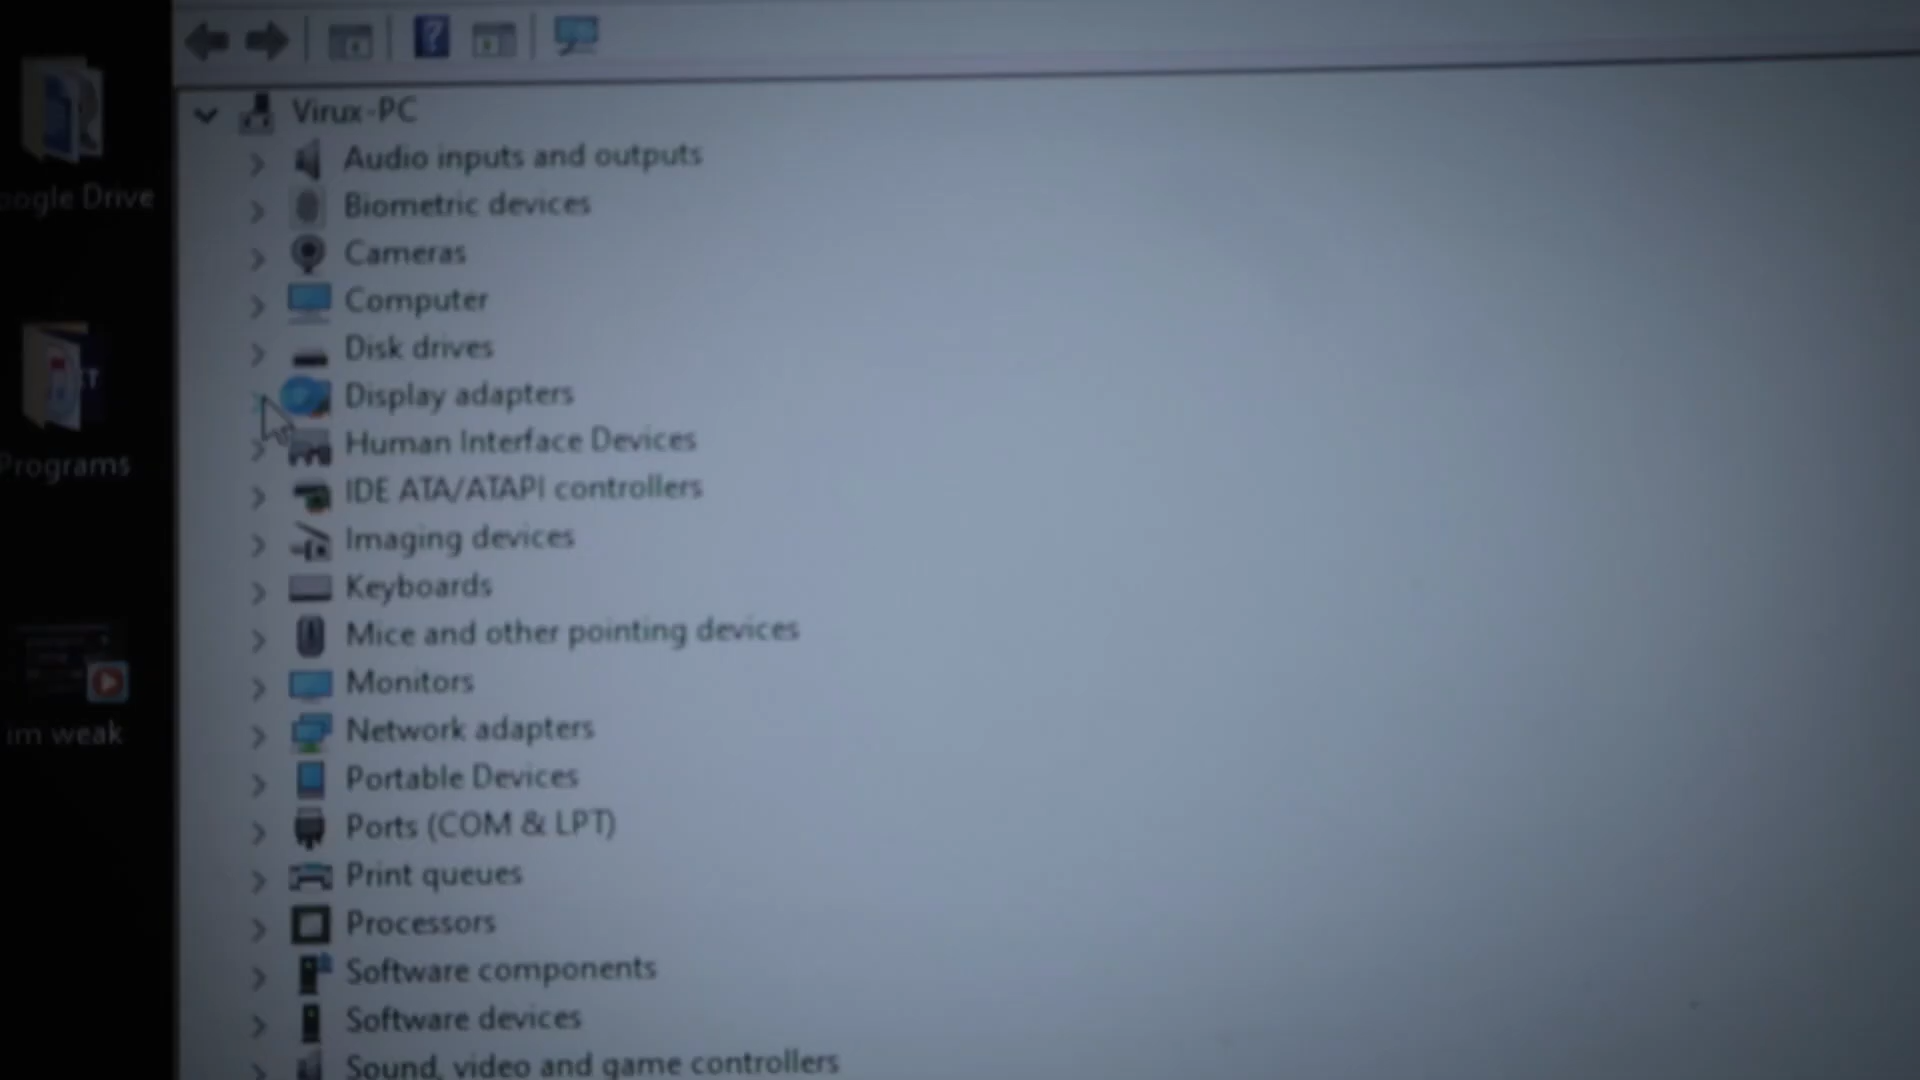 Virux-PC
Audio inputs and outputs
Biometric devices
Cameras
Computer
Disk drives
Display adapters
Human Interface Devices
IDE ATA/ATAPI controllers
Imaging devices
Keyboards
Mice and other pointing devices
Monitors
Network adapters
Portable Devices
Ports (COM & LPT)
Print queues
Processors
Software components
Software devices
Sound, video and game controllers
oogle Drive
Programs
im weak